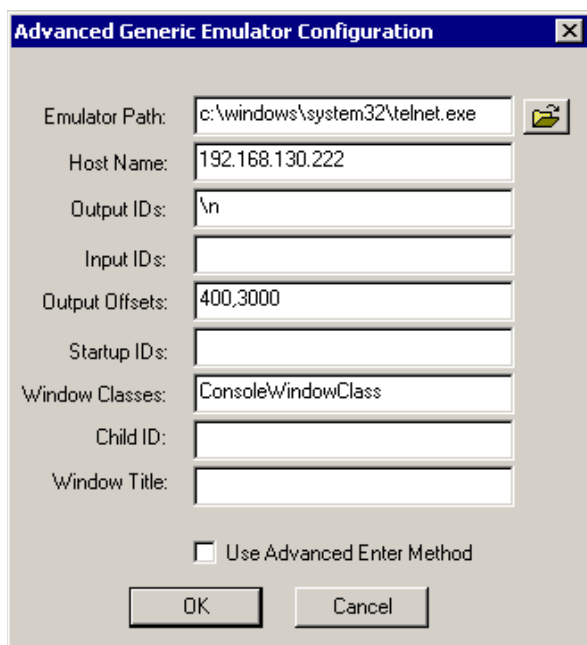 Advanced Generic Emulator Configuration
Emulator Path: c:\windows\system32\telnet.exe
Host Name: 192.168.130.222
Output IDs: \n
Input IDs:
Output Offsets: 400,3000
Startup IDs:
Window Classes: ConsoleWindowClass
Child ID:
Window Title:
Use Advanced Enter Method
OK Cancel